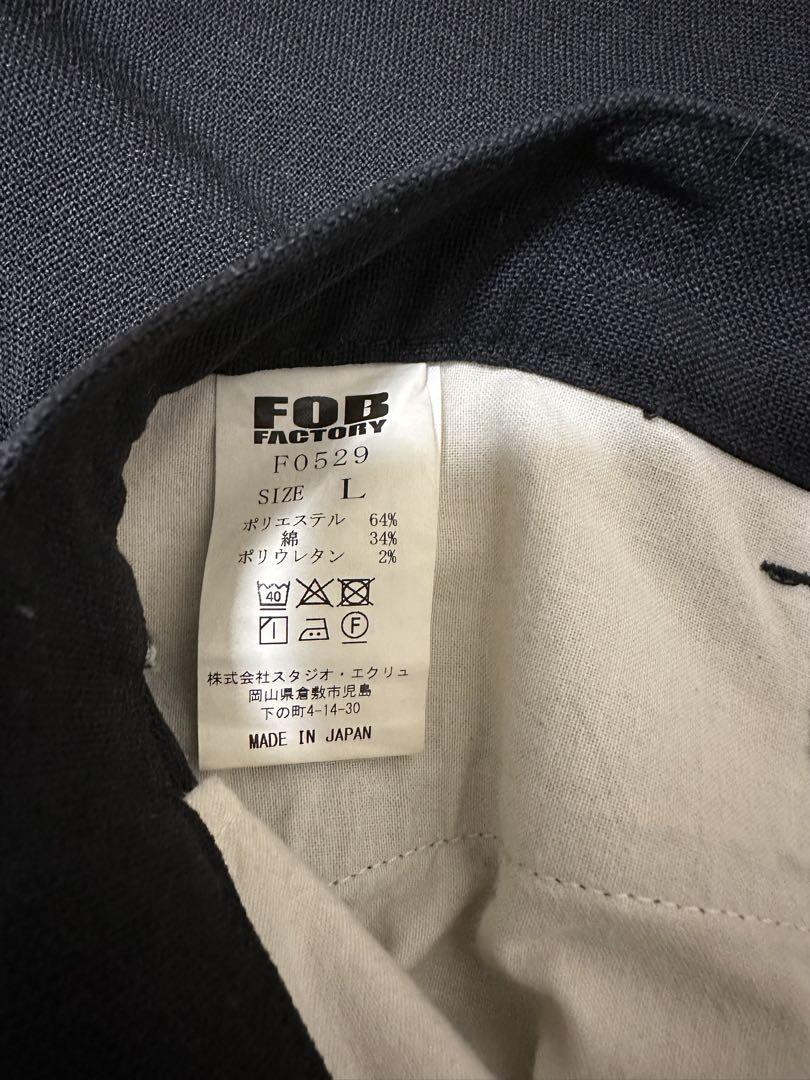 FOB
FACTORY
F0529
SIZE L
ポリエステル 64%
綿 34%
ポリウレタン 2%
40
F
株式会社スタジオ・エクリュ
岡山県倉敷市児島
下の町4-14-30
MADE IN JAPAN